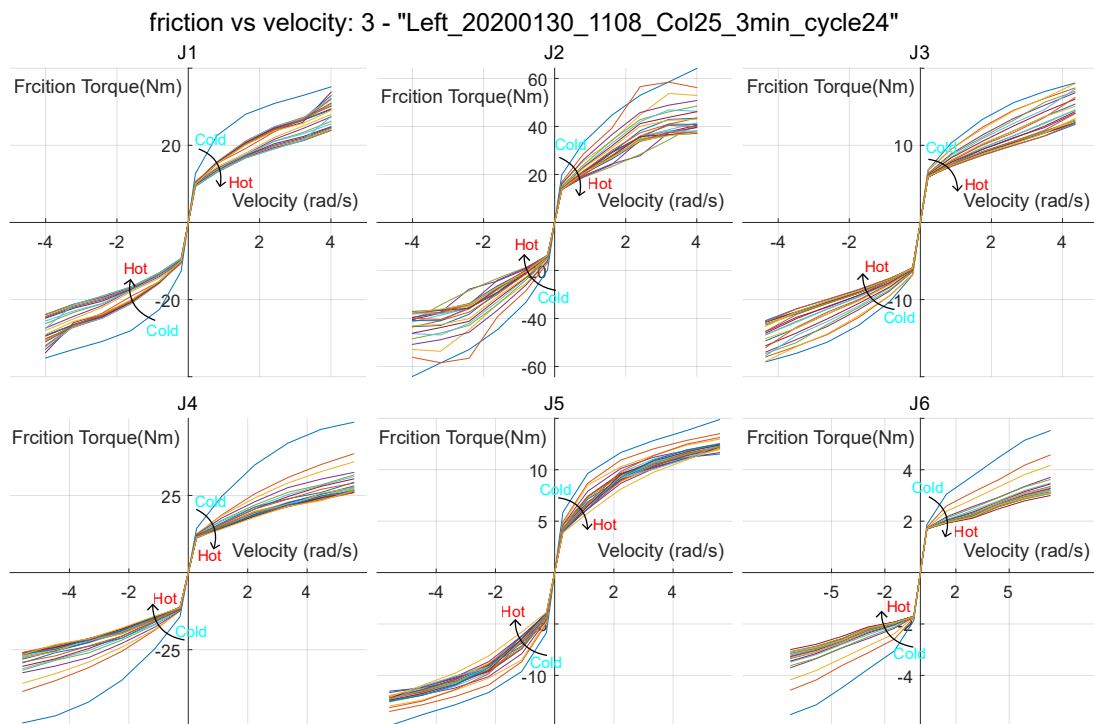 friction vs velocity: 3 - "Left_20200130_1108_Col25_3min_cycle24"
J1
Frcition Torque(Nm)
20
Cold
Hot
Velocity (rad/s)
-4 -2 2 4
Hot
-20
Cold
J2
60
Frcition Torque(Nm)
40
Cold
20
Hot
Velocity (rad/s)
-4 -2 2 4
Hot
Cold
-40
-60
J3
Frcition Torque(Nm)
10
Cold
Hot
Velocity (rad/s)
-4 -2 2 4
Hot
-10
Cold
J4
Frcition Torque(Nm)
25
Cold
Hot
Velocity (rad/s)
-4 -2 2 4
Hot
Cold
-25
J5
Frcition Torque(Nm)
10
Cold
5
Hot
Velocity (rad/s)
-4 -2 2 4
Hot
Cold
-10
J6
Frcition Torque(Nm)
4
Cold
2
Hot
Velocity (rad/s)
-5 -2 2 5
Hot
-2
Cold
-4